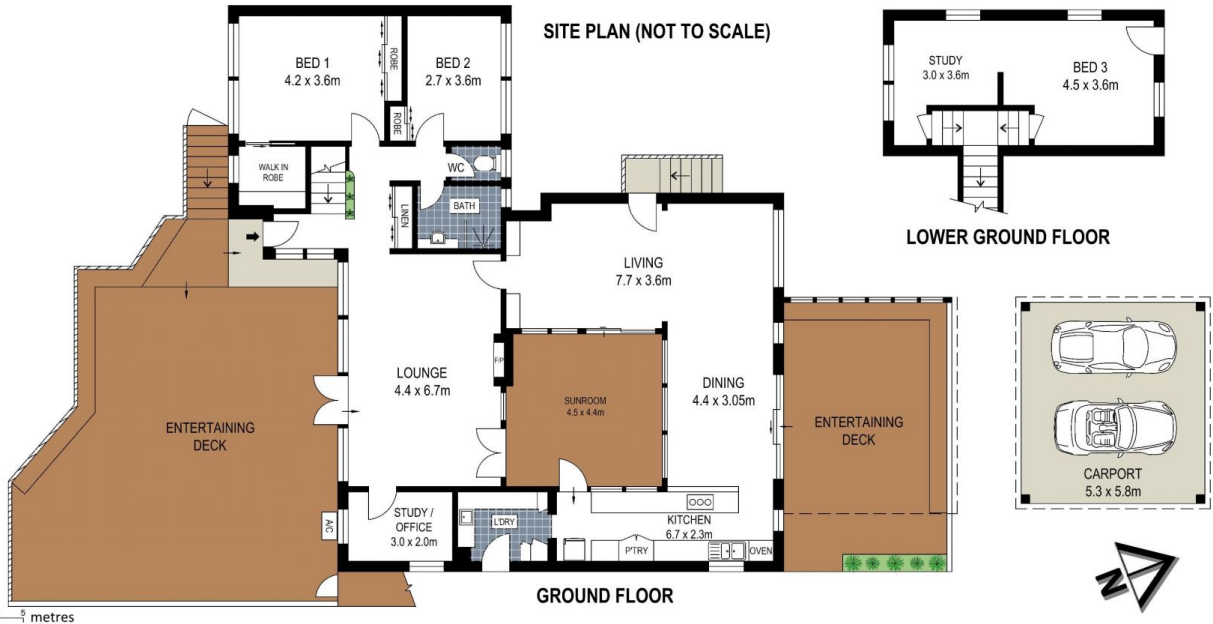 SITE PLAN (NOT TO SCALE)
BED 1
4.2 x 3.6m
ROBE
BED 2
2.7 x 3.6m
ROBE
WALK IN
ROBE
WC
BATH
LINEN
STUDY
3.0 x 3.6m
BED 3
4.5 x 3.6m
LOWER GROUND FLOOR
LIVING
7.7 x 3.6m
LOUNGE
4.4 x 6.7m
F/P
SUNROOM
4.5 x 4.4m
DINING
4.4 x 3.05m
ENTERTAINING
DECK
ENTERTAINING
DECK
CARPORT
5.3 x 5.8m
A/C
STUDY /
OFFICE
3.0 x 2.0m
L'DRY
KITCHEN
6.7 x 2.3m
P'TRY
OVEN
GROUND FLOOR
N
5 metres